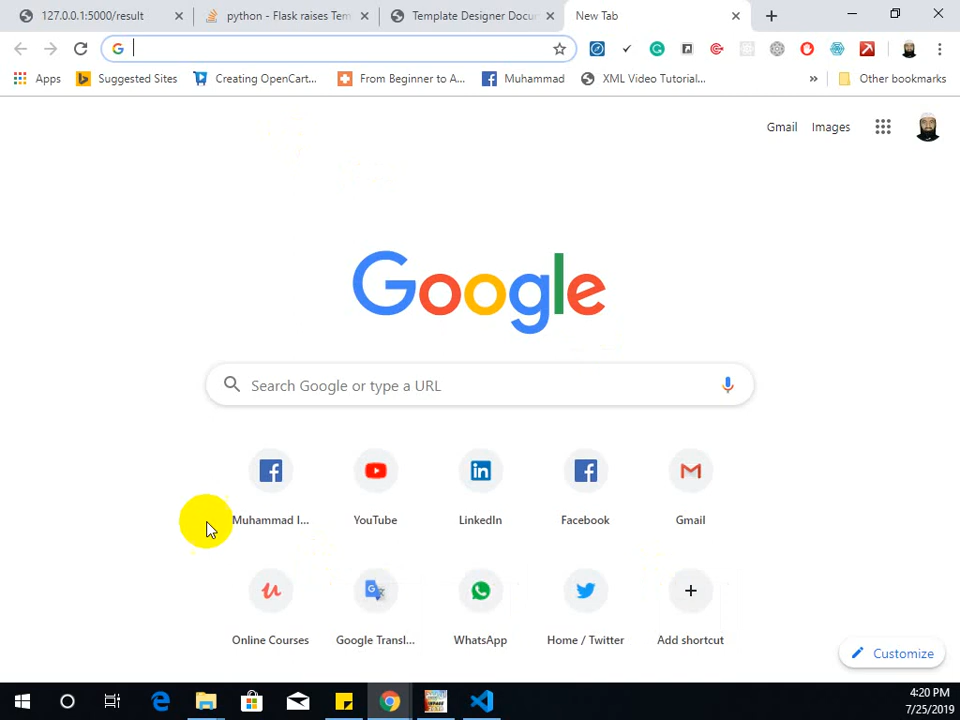 127.0.0.1:5000/result
python - Flask raises Tem
Template Designer Docu
New Tab
Apps
Suggested Sites
Creating OpenCart...
From Beginner to A...
Muhammad
XML Video Tutorial...
»
Other bookmarks
Gmail Images
Google
Search Google or type a URL
Muhammad I...
YouTube
LinkedIn
Facebook
Gmail
Online Courses
Google Transl...
WhatsApp
Home / Twitter
Add shortcut
Customize
4:20 PM
7/25/2019